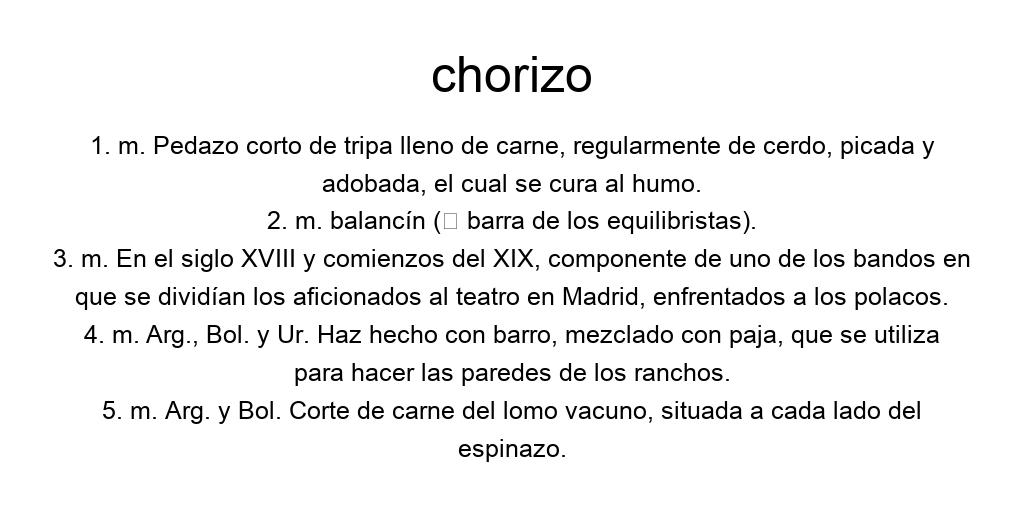 chorizo
1. m. Pedazo corto de tripa lleno de carne, regularmente de cerdo, picada y
adobada, el cual se cura al humo.
2. m. balancín (□ barra de los equilibristas).
3. m. En el siglo XVIII y comienzos del XIX, componente de uno de los bandos en
que se dividían los aficionados al teatro en Madrid, enfrentados a los polacos.
4. m. Arg., Bol. y Ur. Haz hecho con barro, mezclado con paja, que se utiliza
para hacer las paredes de los ranchos.
5. m. Arg. y Bol. Corte de carne del lomo vacuno, situada a cada lado del
espinazo.